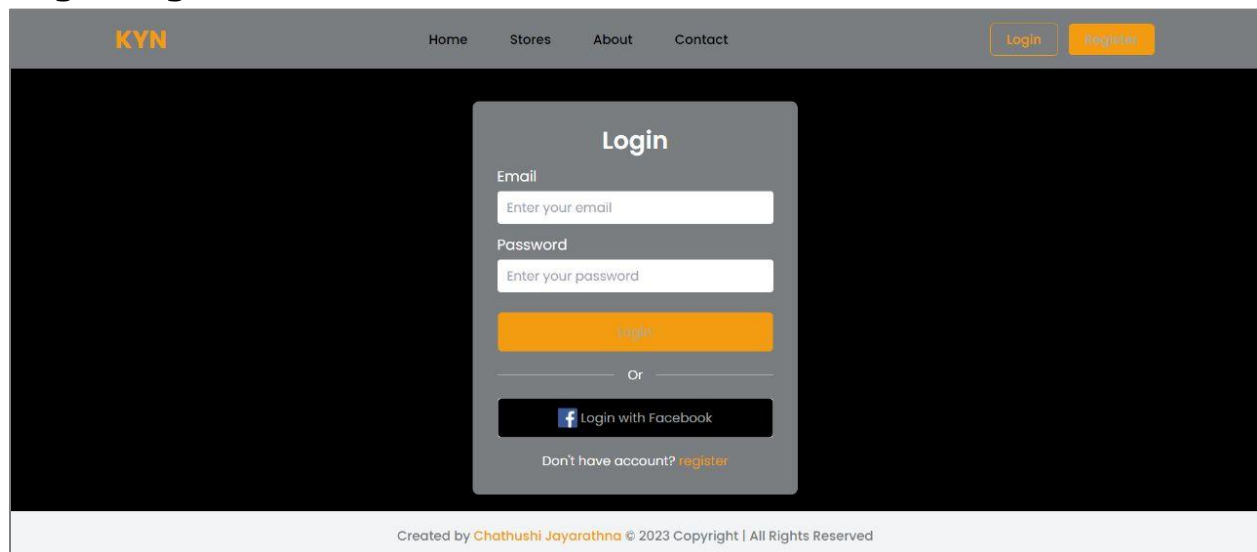 KYN Home Stores About Contact Login Register
Login
Email
Enter your email
Password
Enter your password
Login
Or
Login with Facebook
Don't have account? register
Created by Chathushi Jayarathna © 2023 Copyright | All Rights Reserved